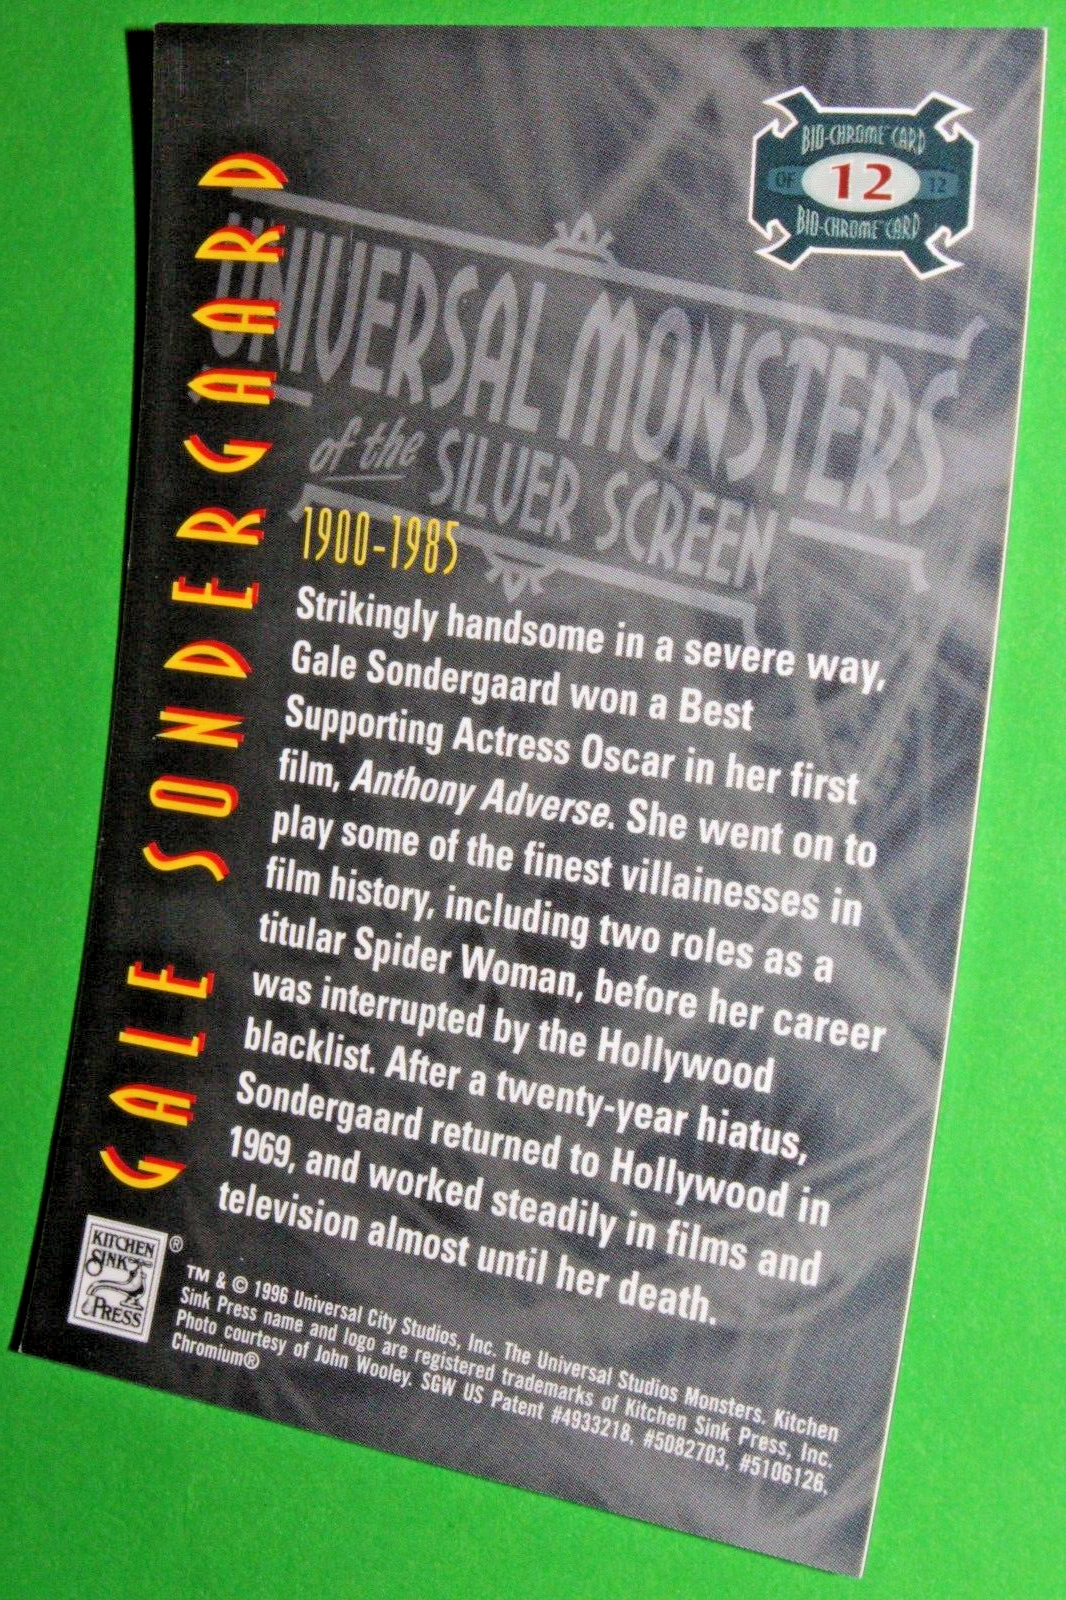 BIO-CHROME™ CARD
OF 12 12
BIO-CHROME™ CARD
GALE SONDERGAARD
UNIVERSAL MONSTERS
of the SILVER SCREEN
1900-1985
Strikingly handsome in a severe way,
Gale Sondergaard won a Best
Supporting Actress Oscar in her first
film, Anthony Adverse. She went on to
play some of the finest villainesses in
film history, including two roles as a
titular Spider Woman, before her career
was interrupted by the Hollywood
blacklist. After a twenty-year hiatus,
Sondergaard returned to Hollywood in
1969, and worked steadily in films and
television almost until her death.
KITCHEN
SINK
PRESS
®
TM & © 1996 Universal City Studios, Inc. The Universal Studios Monsters. Kitchen
Sink Press name and logo are registered trademarks of Kitchen Sink Press, Inc.
Photo courtesy of John Wooley. SGW US Patent #4933218, #5082703, #5106126,
Chromium®